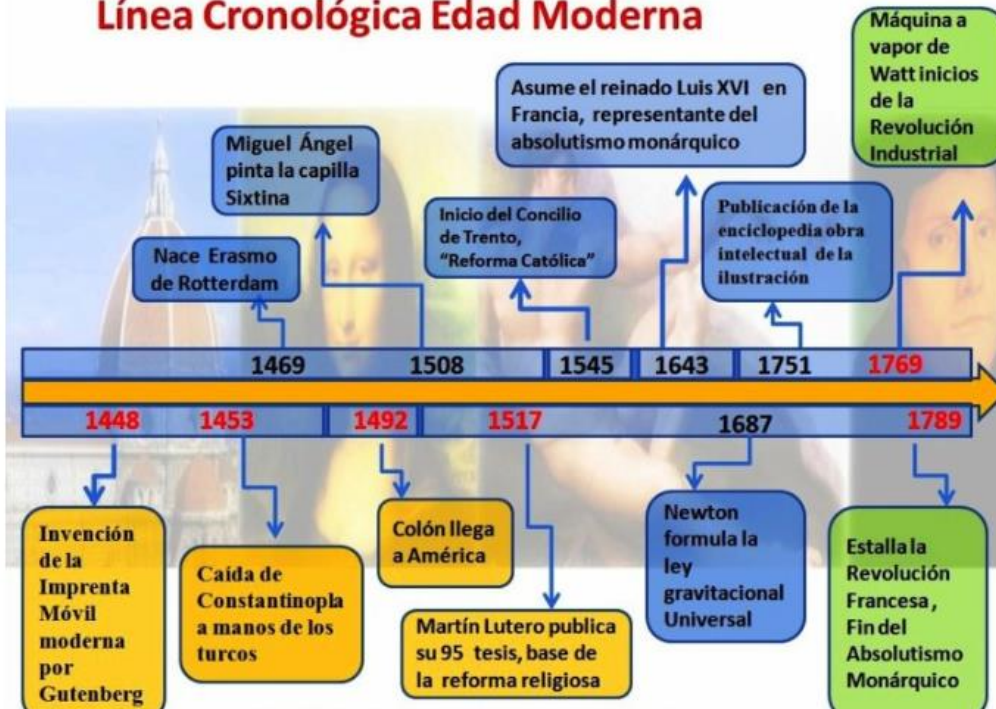 Línea Cronológica Edad Moderna
Máquina a
vapor de
Watt inicios
de la
Revolución
Industrial
Asume el reinado Luis XVI en
Francia, representante del
absolutismo monárquico
Miguel Ángel
pinta la capilla
Sixtina
Publicación de la
enciclopedia obra
intelectual de la
ilustración
Inicio del Concilio
de Trento,
“Reforma Católica”
Nace Erasmo
de Rotterdam
1469 1508 1545 1643 1751 1769
1448 1453 1492 1517 1687 1789
Invención
de la
Imprenta
Móvil
moderna
por
Gutenberg
Caída de
Constantinopla
a manos de los
turcos
Colón llega
a América
Martín Lutero publica
su 95 tesis, base de
la reforma religiosa
Newton
formula la
ley
gravitacional
Universal
Estalla la
Revolución
Francesa ,
Fin del
Absolutismo
Monárquico